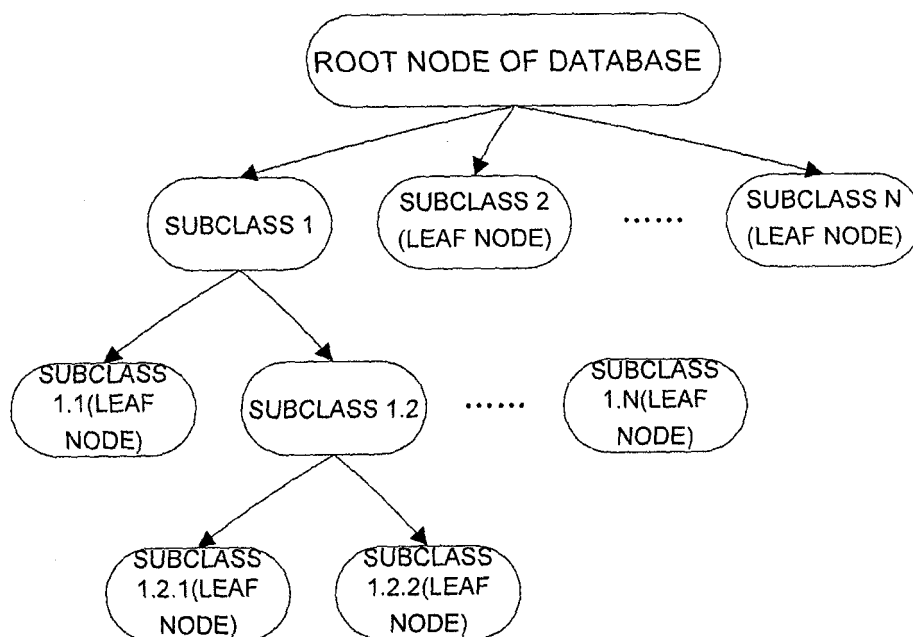 ROOT NODE OF DATABASE
SUBCLASS 1
SUBCLASS 2
(LEAF NODE)
......
SUBCLASS N
(LEAF NODE)
SUBCLASS
1.1(LEAF
NODE)
SUBCLASS 1.2
......
SUBCLASS
1.N(LEAF
NODE)
SUBCLASS
1.2.1(LEAF
NODE)
SUBCLASS
1.2.2(LEAF
NODE)